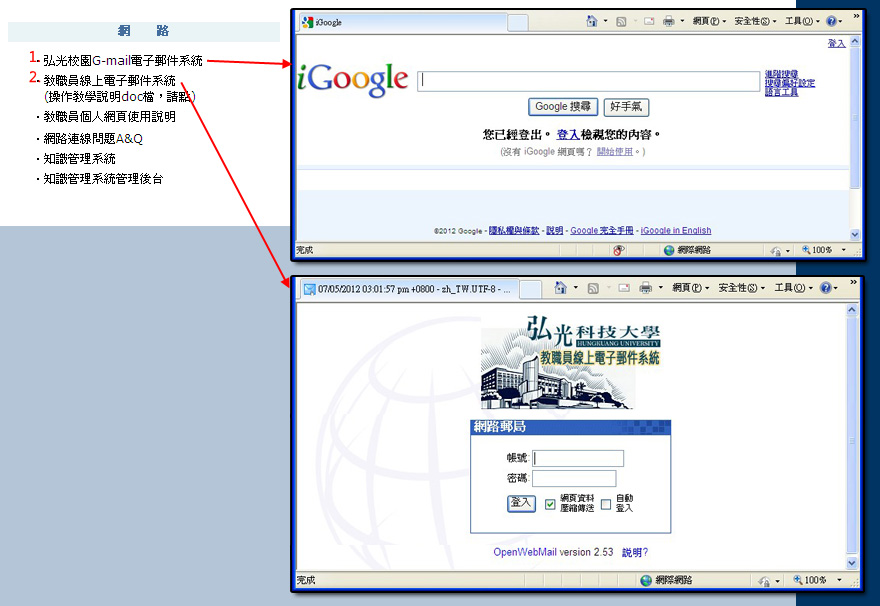 網 路
1. 弘光校園G-mail電子郵件系統
2. 教職員線上電子郵件系統
(操作教學說明doc檔，請點)
‧教職員個人網頁使用說明
‧網路連線問題A&Q
‧知識管理系統
‧知識管理系統管理後台
iGoogle
網頁(P) 安全性(S) 工具(O) »
登入
iGoogle
進階搜尋
搜尋偏好設定
語言工具
Google 搜尋 好手氣
您已經登出。 登入檢視您的內容。
(沒有 iGoogle 網頁嗎？ 開始使用。)
©2012 Google - 隱私權與條款 - 說明 - Google 完全手冊 - iGoogle in English
完成 網際網路 100%
07/05/2012 03:01:57 pm +0800 - zh_TW.UTF-8 - ...
網頁(P) 安全性(S) 工具(O) »
弘光科技大學
HUNGKUANG UNIVERSITY
教職員線上電子郵件系統
網路郵局
帳號:
密碼:
登入 網頁資料壓縮傳送 自動登入
OpenWebMail version 2.53 說明?
完成 網際網路 100%